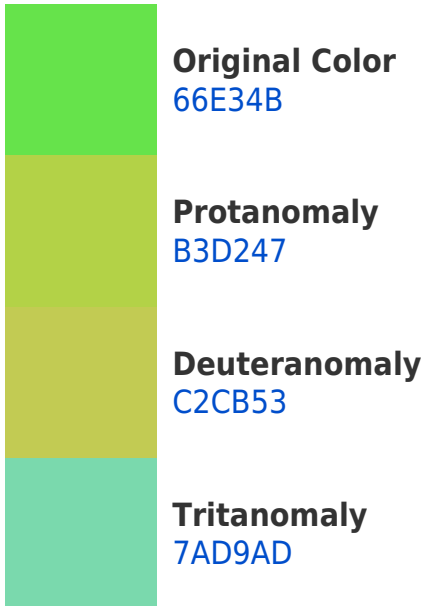 Original Color
66E34B
Protanomaly
B3D247
Deuteranomaly
C2CB53
Tritanomaly
7AD9AD